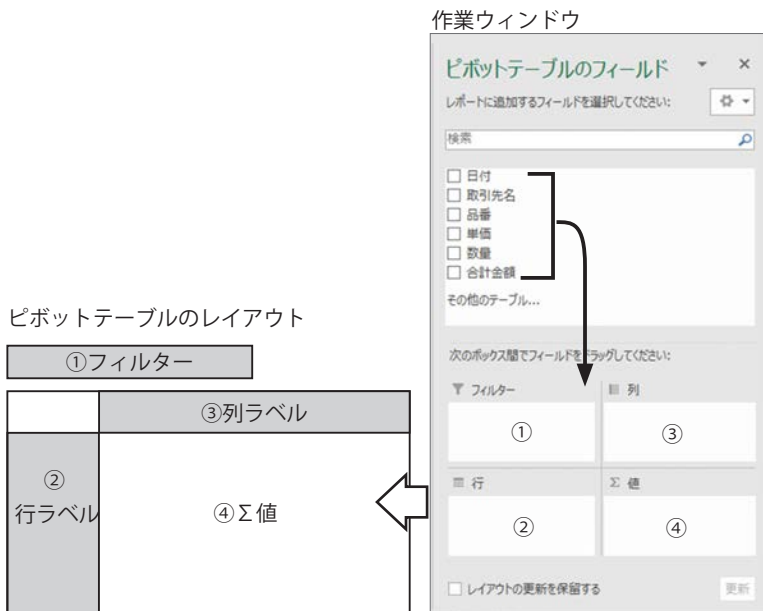 作業ウィンドウ
ピボットテーブルのフィールド
レポートに追加するフィールドを選択してください:
検索
日付
取引先名
品番
単価
数量
合計金額
その他のテーブル...
次のボックス間でフィールドをドラッグしてください:
フィルター
列
①
③
行
Σ 値
②
④
レイアウトの更新を保留する
更新
ピボットテーブルのレイアウト
①フィルター
③列ラベル
②
行ラベル
④Σ値